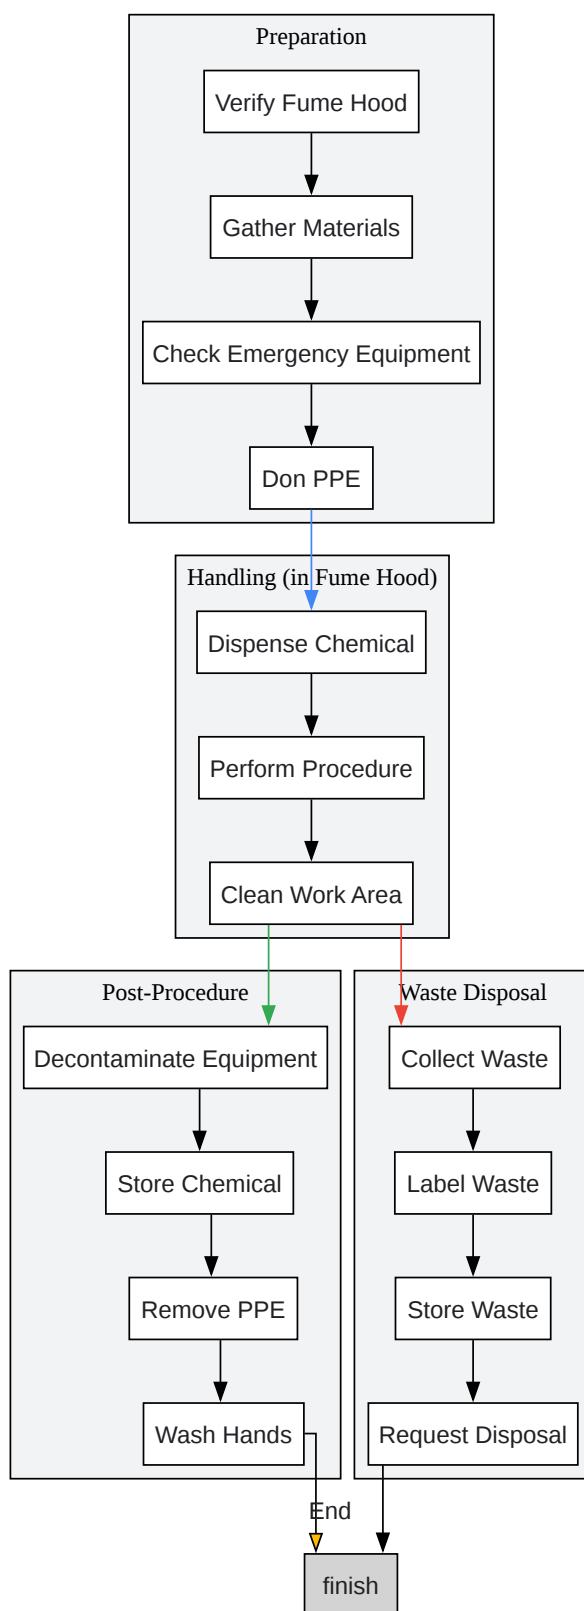 Preparation
Verify Fume Hood
Gather Materials
Check Emergency Equipment
Don PPE
Handling (in Fume Hood)
Dispense Chemical
Perform Procedure
Clean Work Area
Post-Procedure
Decontaminate Equipment
Store Chemical
Remove PPE
Wash Hands
Waste Disposal
Collect Waste
Label Waste
Store Waste
Request Disposal
End
finish